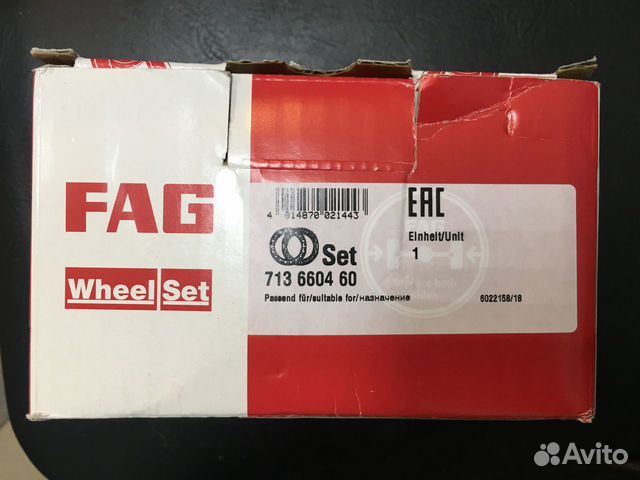 FAG
Wheel Set
4 014870 021443
EAC
Einheit/Unit
1
Set
713 6604 60
Passend für/suitable for/назначение
6022158/18
Avito